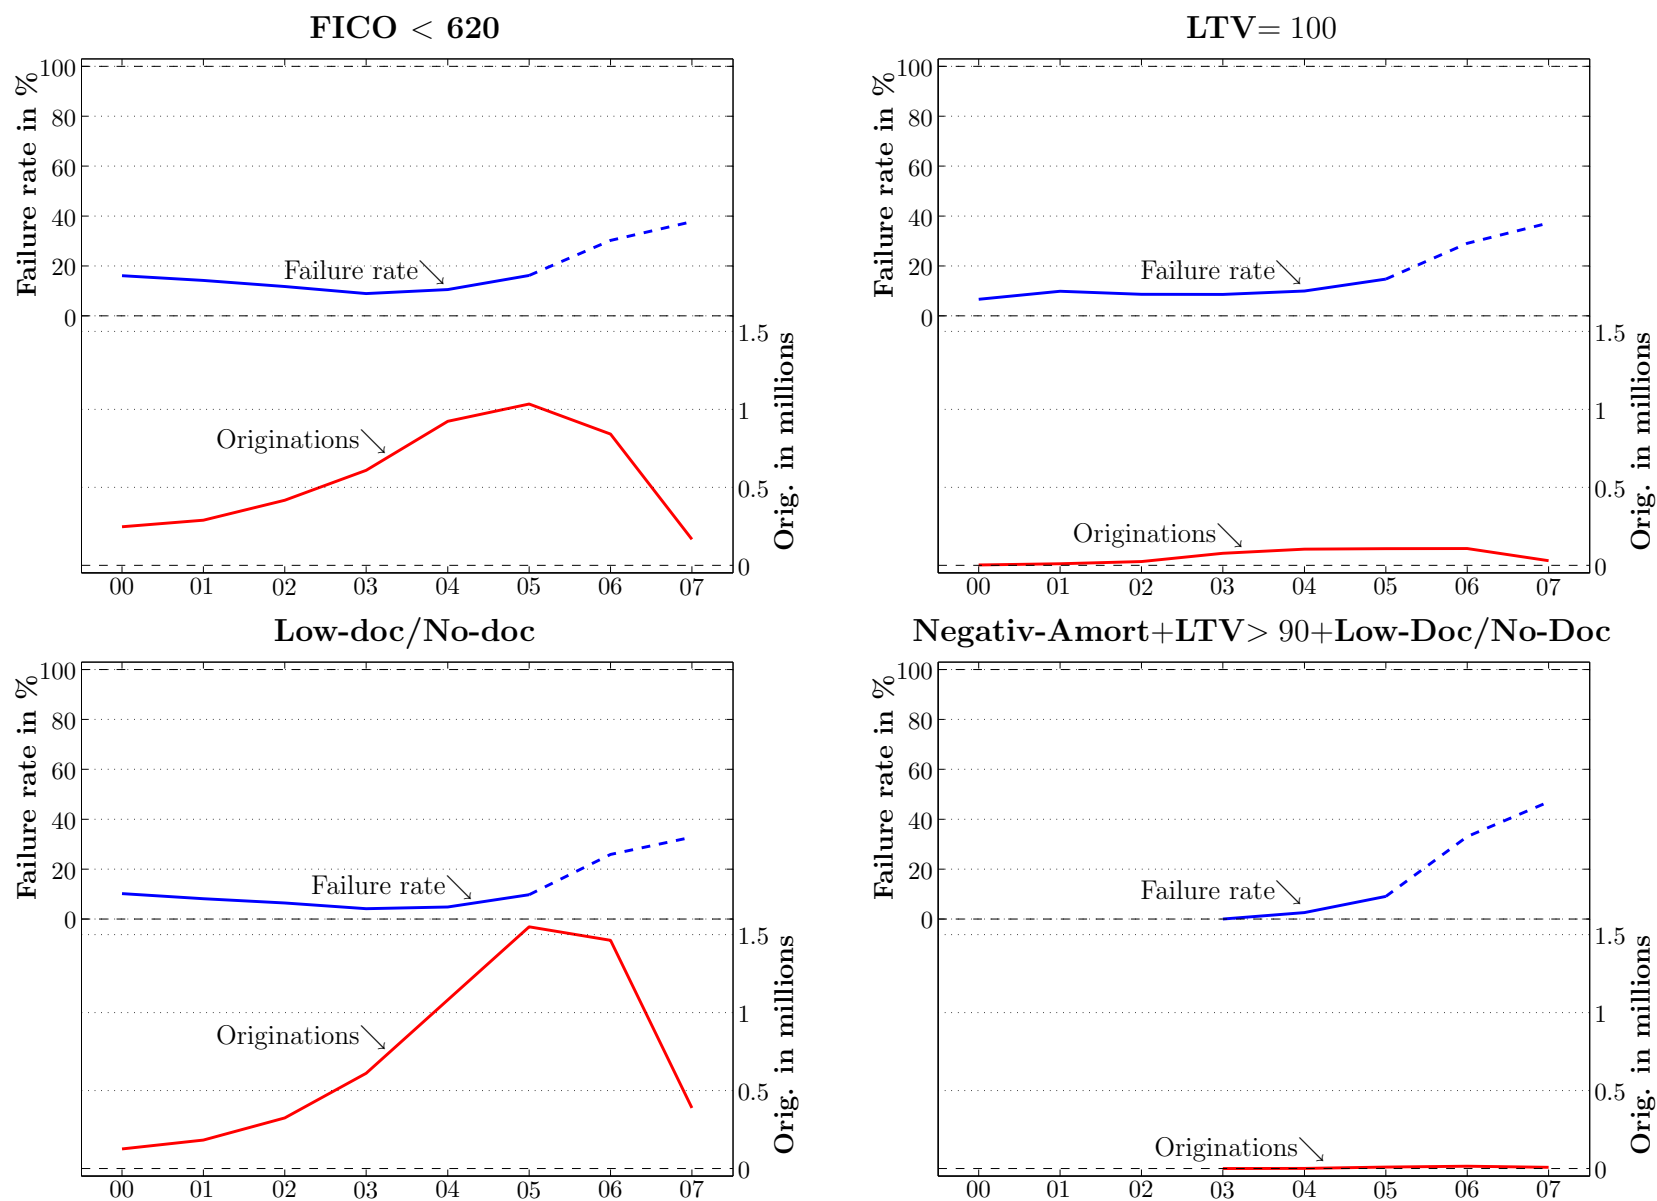 FICO < 620
Failure rate in %
100
80
60
40
20
0
Failure rate
Originations
1.5
1
0.5
0
Orig. in millions
00 01 02 03 04 05 06 07
LTV= 100
Failure rate in %
100
80
60
40
20
0
Failure rate
Originations
1.5
1
0.5
0
Orig. in millions
00 01 02 03 04 05 06 07
Low-doc/No-doc
Failure rate in %
100
80
60
40
20
0
Failure rate
Originations
1.5
1
0.5
0
Orig. in millions
00 01 02 03 04 05 06 07
Negativ-Amort+LTV> 90+Low-Doc/No-Doc
Failure rate in %
100
80
60
40
20
0
Failure rate
Originations
1.5
1
0.5
0
Orig. in millions
00 01 02 03 04 05 06 07